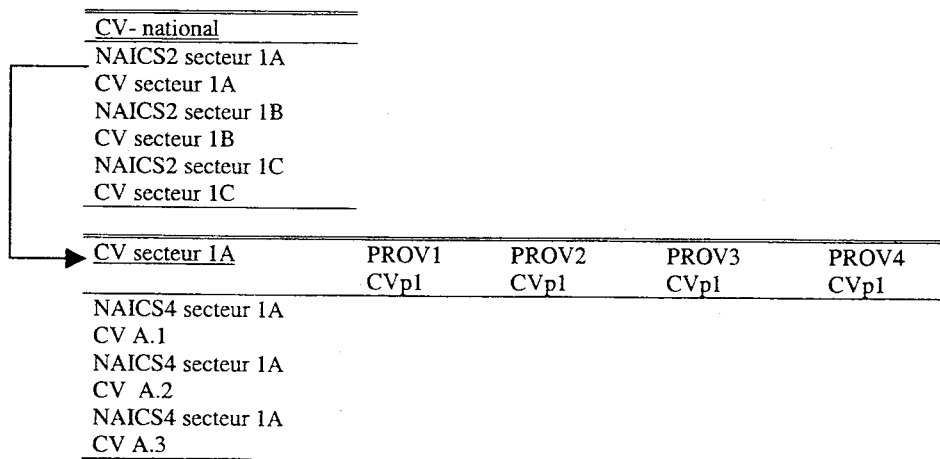 CV- national
NAICS2 secteur 1A
CV secteur 1A
NAICS2 secteur 1B
CV secteur 1B
NAICS2 secteur 1C
CV secteur 1C
CV secteur 1A PROV1 PROV2 PROV3 PROV4
CVp1 CVp1 CVp1 CVp1
NAICS4 secteur 1A
CV A.1
NAICS4 secteur 1A
CV A.2
NAICS4 secteur 1A
CV A.3